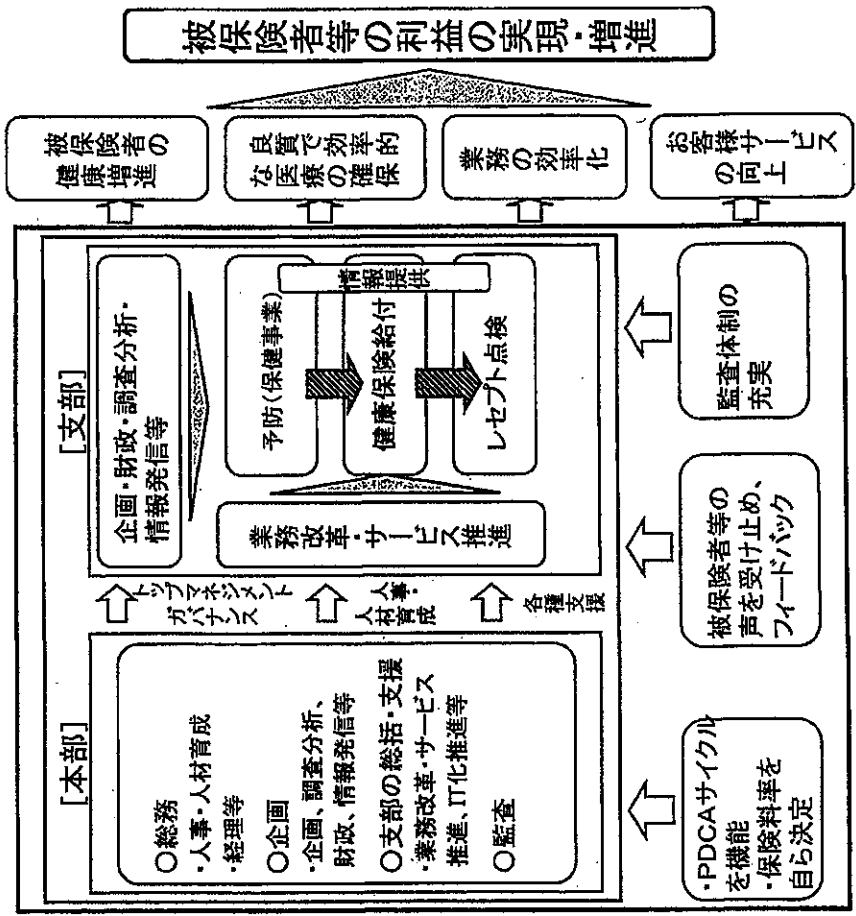 [本部]
○総務
・人事・人材育成
・経理等
○企画
・企画、調査分析、
財政、情報発信等
○支部の総括・支援
・業務改革・サービス
推進、IT化推進等
○監査
トップマネジメント
ガバナンス
人事・
人材育成
各種支援
[支部]
企画・財政・調査分析・
情報発信等
業務改革・サービス推進
予防(保健事業)
健康保険給付
レセプト点検
情報提供
・PDCAサイクル
を機能
・保険料率を
自ら決定
被保険者等の
声を受け止め、
フィードバック
監査体制の
充実
被保険者の
健康増進
良質で効率的
な医療の確保
業務の
効率化
お客様サービス
の向上
被保険者等の利益の実現・増進